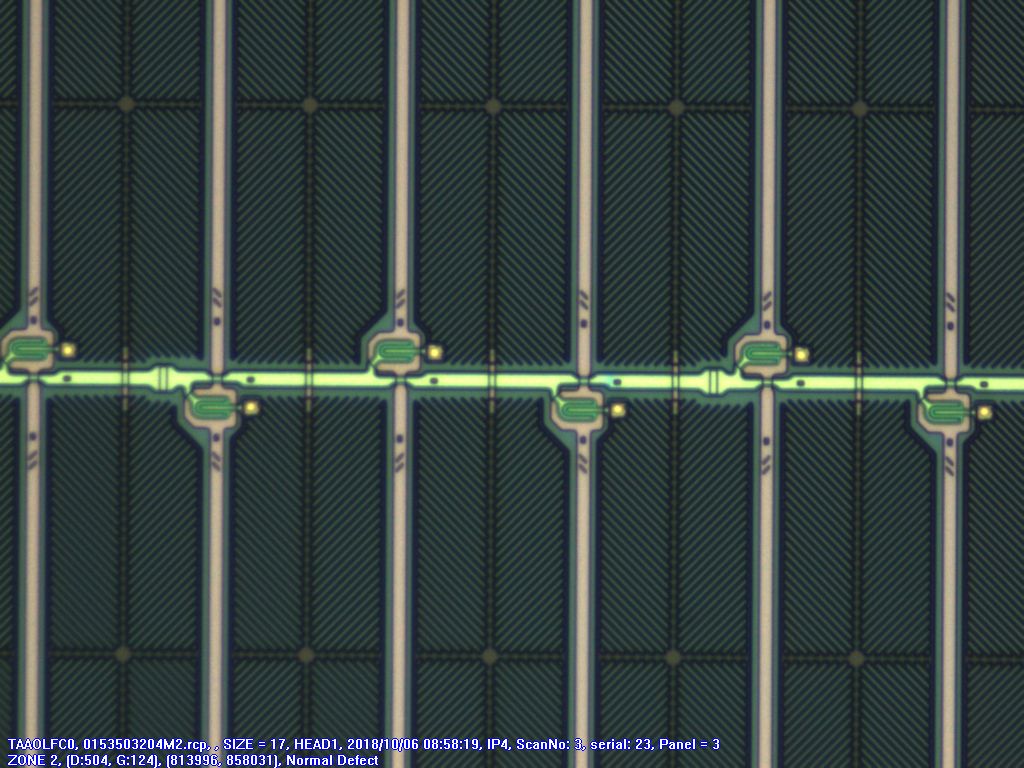 TAAOLFC0, 0153503204M2.rcp, , SIZE = 17, HEAD1, 2018/10/06 08:58:19, IP4, ScanNo: 3, serial: 23, Panel = 3
ZONE 2, (D:504, G:124), (813996, 858031), Normal Defect